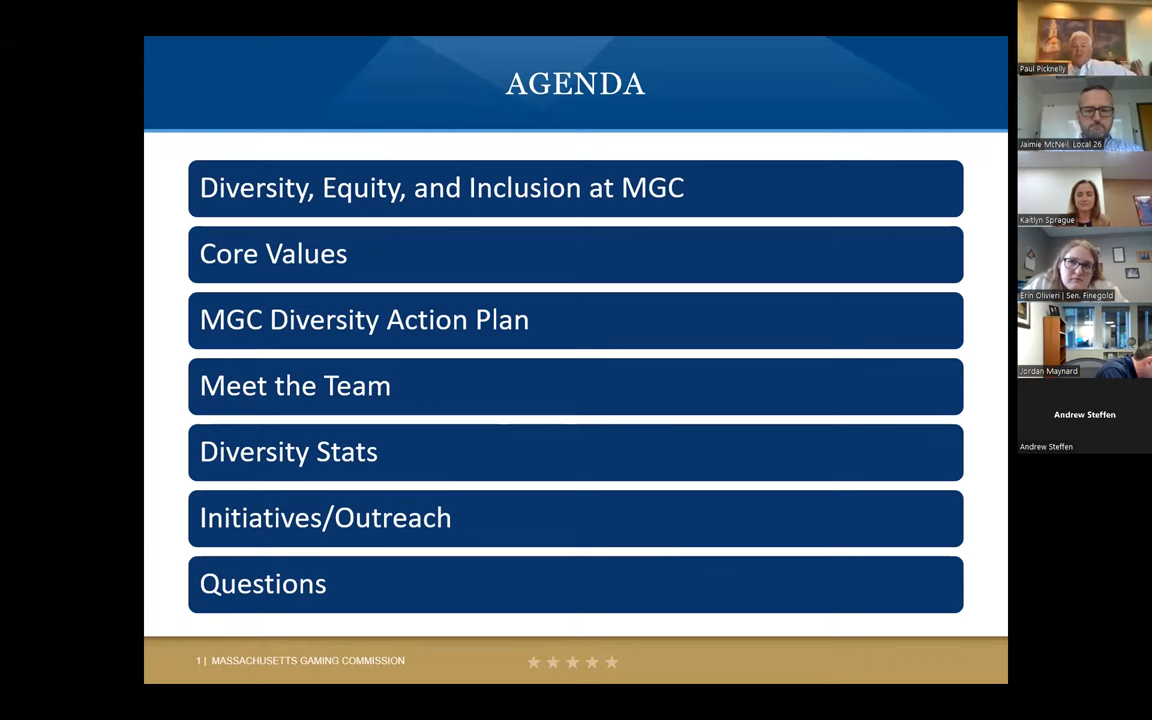 AGENDA
Diversity, Equity, and Inclusion at MGC
Core Values
MGC Diversity Action Plan
Meet the Team
Diversity Stats
Initiatives/Outreach
Questions
1 | MASSACHUSETTS GAMING COMMISSION
Paul Picknelly
Jaimie McNeil, Local 26
Kaitlyn Sprague
Erin Olivieri | Sen. Finegold
Jordan Maynard
Andrew Steffen
Andrew Steffen